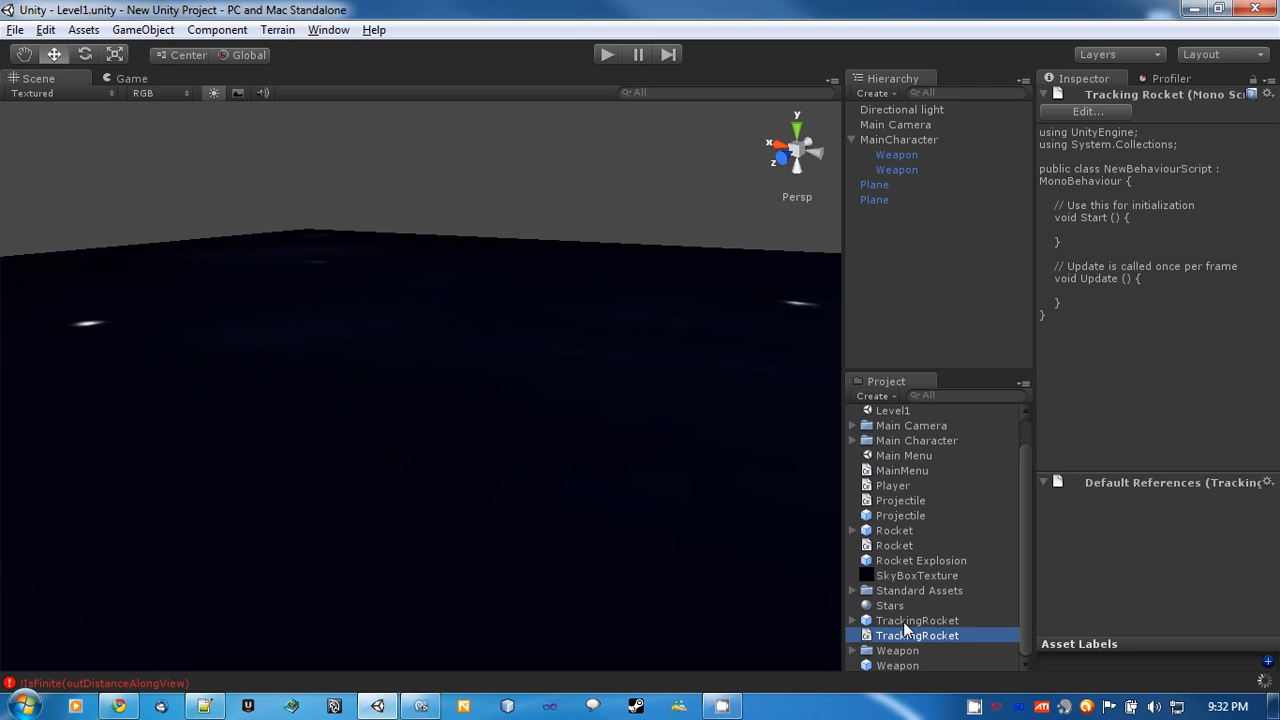 Unity - Level1.unity - New Unity Project - PC and Mac Standalone
File Edit Assets GameObject Component Terrain Window Help
Center Global Layers Layout
Scene Game
Textured RGB All
y
x
z
Persp
Hierarchy
Create All
Directional light
Main Camera
MainCharacter
Weapon
Weapon
Plane
Plane
Project
Create All
Level1
Main Camera
Main Character
Main Menu
MainMenu
Player
Projectile
Projectile
Rocket
Rocket
Rocket Explosion
SkyBoxTexture
Standard Assets
Stars
TrackingRocket
TrackingRocket
Weapon
Weapon
Inspector Profiler
Tracking Rocket (Mono Scr
Edit...
using UnityEngine;
using System.Collections;
public class NewBehaviourScript :
MonoBehaviour {
// Use this for initialization
void Start () {
}
// Update is called once per frame
void Update () {
}
}
Default References (Tracking
Asset Labels
!IsFinite(outDistanceAlongView)
60
ATI
9:32 PM